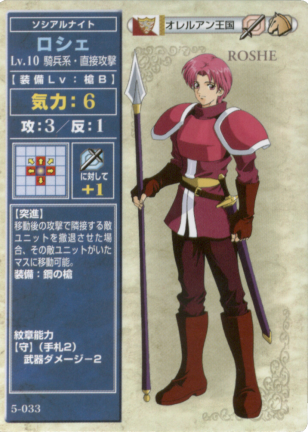 ソシアルナイト
ロシェ
Lv.10 騎兵系・直接攻撃
【装備Lv：槍B】
気力：6
攻：3／反：1
に対して
+1
【突進】
移動後の攻撃で隣接する敵
ユニットを撤退させた場
合、その敵ユニットがいた
マスに移動可能。
装備：鋼の槍
紋章能力
【守】（手札2）
武器ダメージ－2
5-033
オレルアン王国
ROSHE